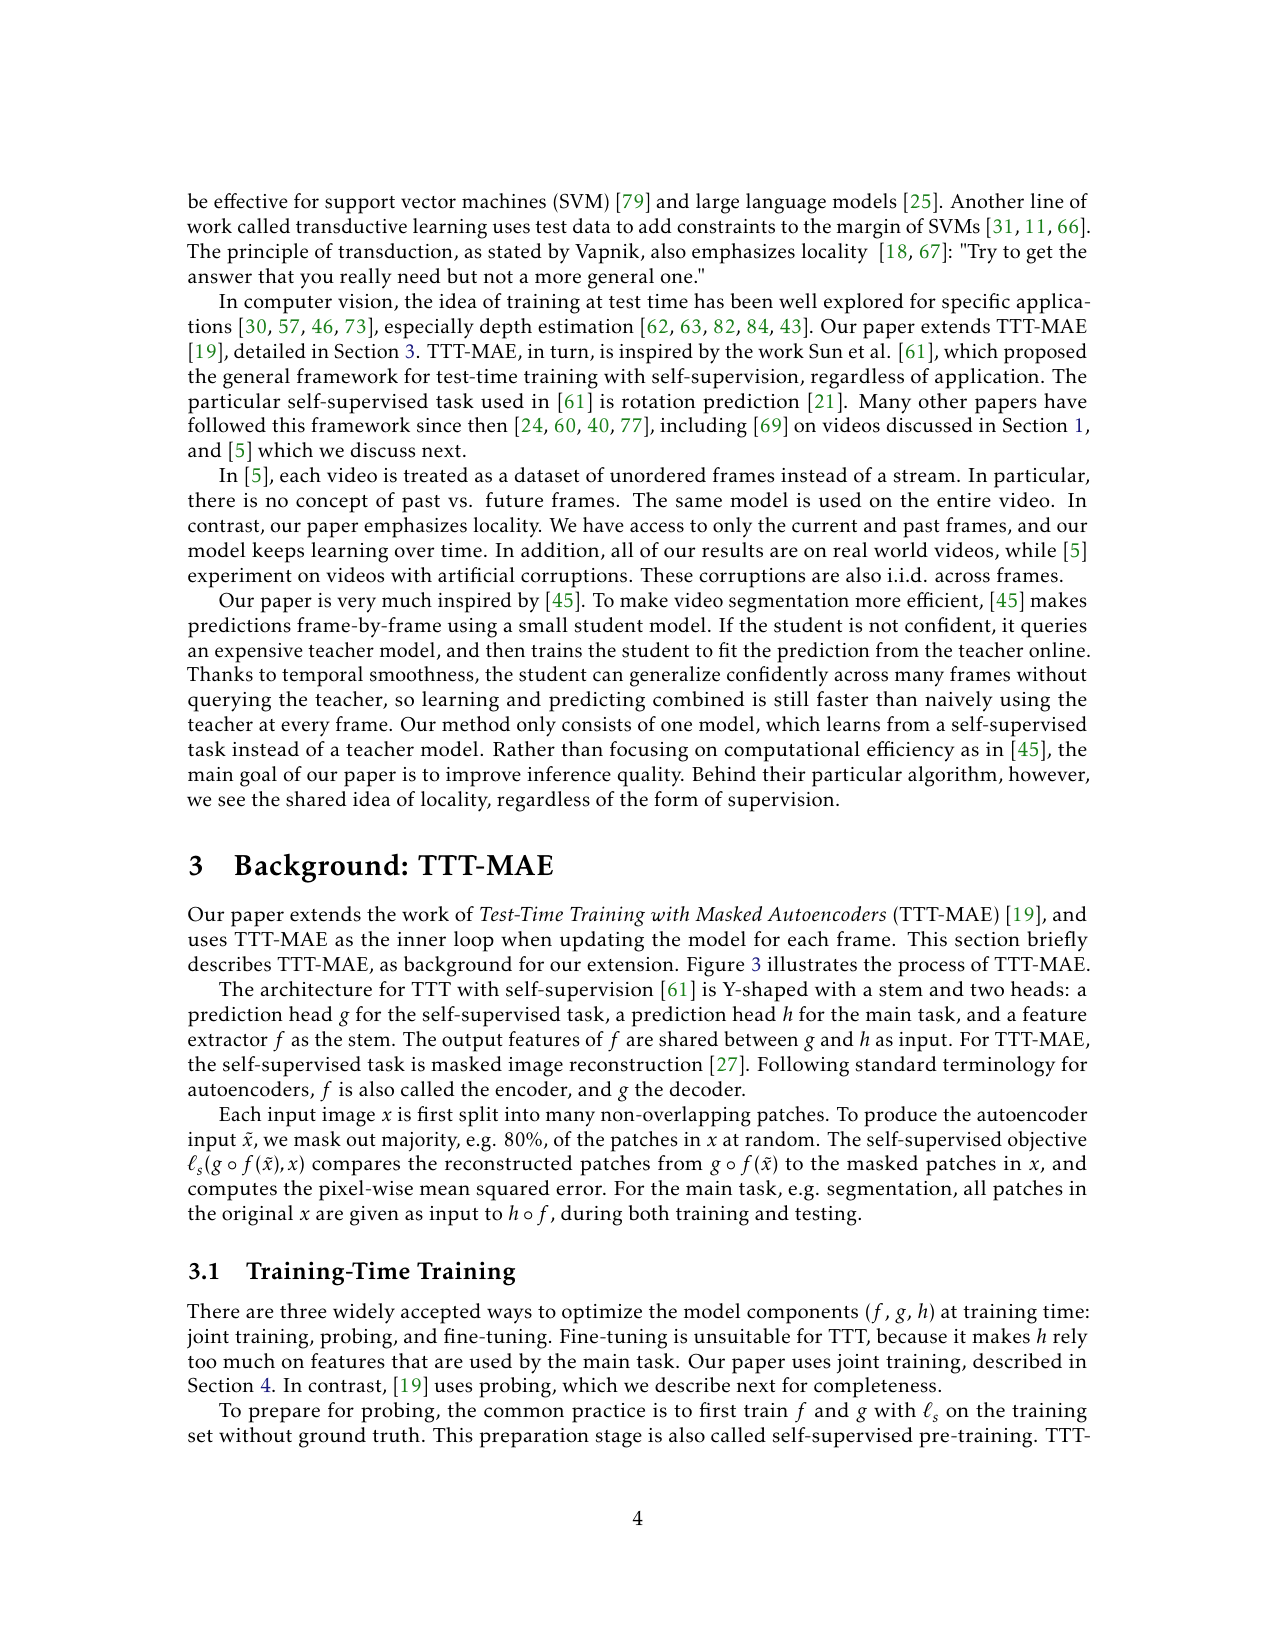 be effective for support vector machines (SVM) [79] and large language models [25]. Another line of
work called transductive learning uses test data to add constraints to the margin of SVMs [31, 11, 66].
The principle of transduction, as stated by Vapnik, also emphasizes locality [18, 67]: "Try to get the
answer that you really need but not a more general one."
In computer vision, the idea of training at test time has been well explored for specific applica-
tions [30, 57, 46, 73], especially depth estimation [62, 63, 82, 84, 43]. Our paper extends TTT-MAE
[19], detailed in Section 3. TTT-MAE, in turn, is inspired by the work Sun et al. [61], which proposed
the general framework for test-time training with self-supervision, regardless of application. The
particular self-supervised task used in [61] is rotation prediction [21]. Many other papers have
followed this framework since then [24, 60, 40, 77], including [69] on videos discussed in Section 1,
and [5] which we discuss next.
In [5], each video is treated as a dataset of unordered frames instead of a stream. In particular,
there is no concept of past vs. future frames. The same model is used on the entire video. In
contrast, our paper emphasizes locality. We have access to only the current and past frames, and our
model keeps learning over time. In addition, all of our results are on real world videos, while [5]
experiment on videos with artificial corruptions. These corruptions are also i.i.d. across frames.
Our paper is very much inspired by [45]. To make video segmentation more efficient, [45] makes
predictions frame-by-frame using a small student model. If the student is not confident, it queries
an expensive teacher model, and then trains the student to fit the prediction from the teacher online.
Thanks to temporal smoothness, the student can generalize confidently across many frames without
querying the teacher, so learning and predicting combined is still faster than naively using the
teacher at every frame. Our method only consists of one model, which learns from a self-supervised
task instead of a teacher model. Rather than focusing on computational efficiency as in [45], the
main goal of our paper is to improve inference quality. Behind their particular algorithm, however,
we see the shared idea of locality, regardless of the form of supervision.
3 Background: TTT-MAE
Our paper extends the work of Test-Time Training with Masked Autoencoders (TTT-MAE) [19], and
uses TTT-MAE as the inner loop when updating the model for each frame. This section briefly
describes TTT-MAE, as background for our extension. Figure 3 illustrates the process of TTT-MAE.
The architecture for TTT with self-supervision [61] is Y-shaped with a stem and two heads: a
prediction head g for the self-supervised task, a prediction head h for the main task, and a feature
extractor f as the stem. The output features of f are shared between g and h as input. For TTT-MAE,
the self-supervised task is masked image reconstruction [27]. Following standard terminology for
autoencoders, f is also called the encoder, and g the decoder.
Each input image x is first split into many non-overlapping patches. To produce the autoencoder
input x̃, we mask out majority, e.g. 80%, of the patches in x at random. The self-supervised objective
ℓₛ(g ∘ f(x̃), x) compares the reconstructed patches from g ∘ f(x̃) to the masked patches in x, and
computes the pixel-wise mean squared error. For the main task, e.g. segmentation, all patches in
the original x are given as input to h ∘ f, during both training and testing.
3.1 Training-Time Training
There are three widely accepted ways to optimize the model components (f, g, h) at training time:
joint training, probing, and fine-tuning. Fine-tuning is unsuitable for TTT, because it makes h rely
too much on features that are used by the main task. Our paper uses joint training, described in
Section 4. In contrast, [19] uses probing, which we describe next for completeness.
To prepare for probing, the common practice is to first train f and g with ℓₛ on the training
set without ground truth. This preparation stage is also called self-supervised pre-training. TTT-
4